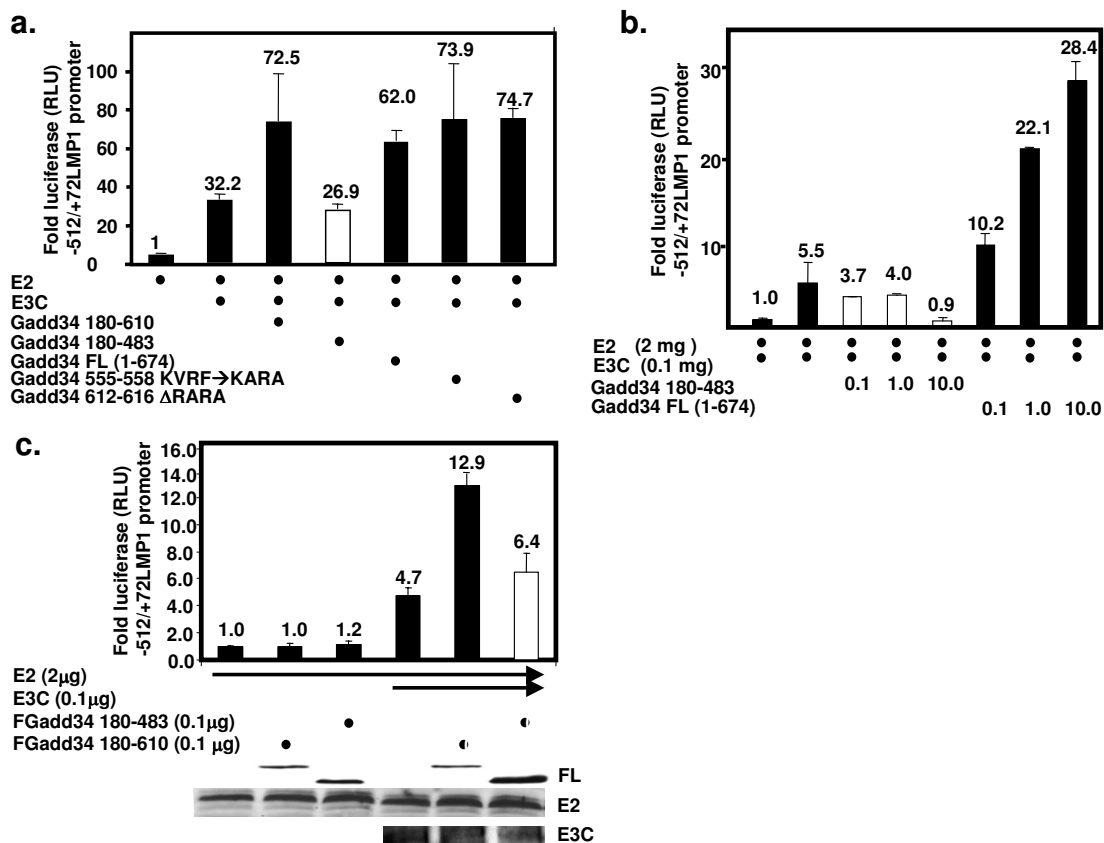 a.
Fold luciferase (RLU)
-512/+72LMP1 promoter
100
80
60
40
20
0
1
32.2
72.5
26.9
62.0
73.9
74.7
E2
E3C
Gadd34 180-610
Gadd34 180-483
Gadd34 FL (1-674)
Gadd34 555-558 KVRF→KARA
Gadd34 612-616 ΔRARA
b.
Fold luciferase (RLU)
-512/+72LMP1 promoter
30
20
10
1.0
5.5
3.7
4.0
0.9
10.2
22.1
28.4
E2 (2 mg )
E3C (0.1 mg)
Gadd34 180-483 0.1 1.0 10.0
Gadd34 FL (1-674) 0.1 1.0 10.0
c.
Fold luciferase (RLU)
-512/+72LMP1 promoter
16.0
14.0
12.0
10.0
8.0
6.0
4.0
2.0
0.0
1.0
1.0
1.2
4.7
12.9
6.4
E2 (2μg)
E3C (0.1μg)
FGadd34 180-483 (0.1μg)
FGadd34 180-610 (0.1 μg)
FL
E2
E3C